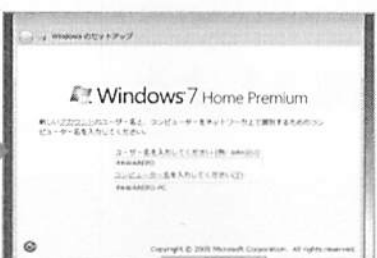 Windows のセットアップ
Windows 7 Home Premium
新しいアカウントのユーザー名と、コンピューターをネットワーク上で識別するためのコン
ピューター名を入力してください。
ユーザー名を入力してください(例: 
コンピューター名を入力してください(
Copyright © 2009 Microsoft Corporation. All rights reserved.